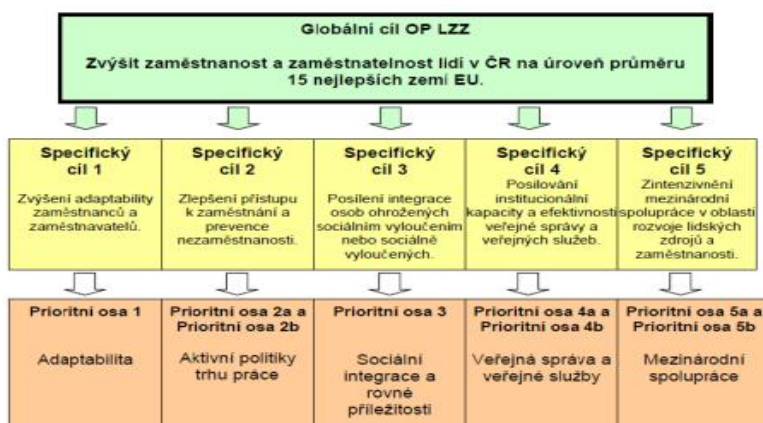 Globální cíl OP LZZ
Zvýšit zaměstnanost a zaměstnatelnost lidí v ČR na úroveň průměru
15 nejlepších zemí EU.
Specifický
cíl 1
Zvýšení adaptability
zaměstnanců a
zaměstnavatelů.
Specifický
cíl 2
Zlepšení přístupu
k zaměstnání a
prevence
nezaměstnanosti.
Specifický
cíl 3
Posílení integrace
osob ohrožených
sociálním vyloučením
nebo sociálně
vyloučených.
Specifický
cíl 4
Posilování
institucionální
kapacity a efektivnosti
veřejné správy a
veřejných služeb.
Specifický
cíl 5
Zintenzivnění
mezinárodní
spolupráce v oblasti
rozvoje lidských
zdrojů a
zaměstnanosti.
Prioritní osa 1
Adaptabilita
Prioritní osa 2a a
Prioritní osa 2b
Aktivní politiky
trhu práce
Prioritní osa 3
Sociální
integrace a
rovné
příležitosti
Prioritní osa 4a a
Prioritní osa 4b
Veřejná správa a
veřejné služby
Prioritní osa 5a a
Prioritní osa 5b
Mezinárodní
spolupráce